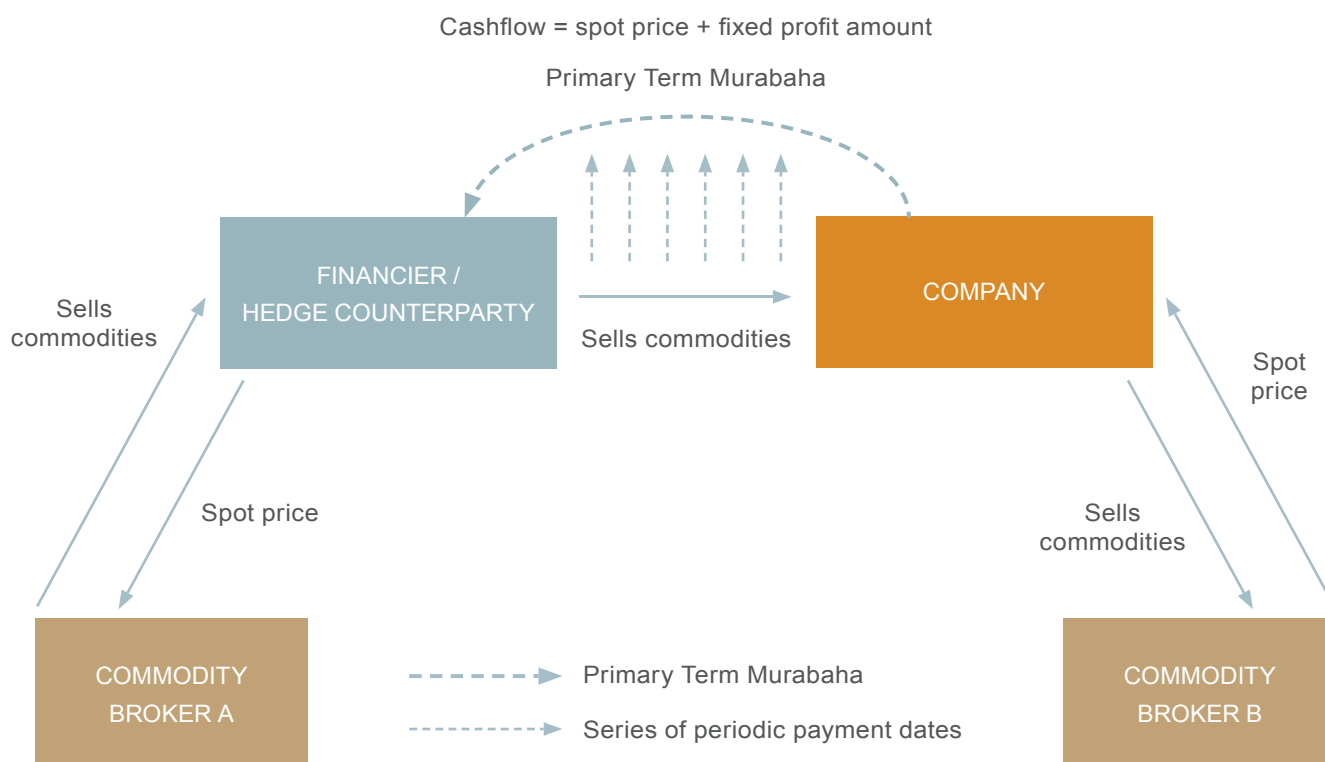 Cashflow = spot price + fixed profit amount
Primary Term Murabaha
FINANCIER /
HEDGE COUNTERPARTY
COMPANY
Sells
commodities
Sells commodities
Spot
price
Spot price
Sells
commodities
COMMODITY
BROKER A
Primary Term Murabaha
Series of periodic payment dates
COMMODITY
BROKER B